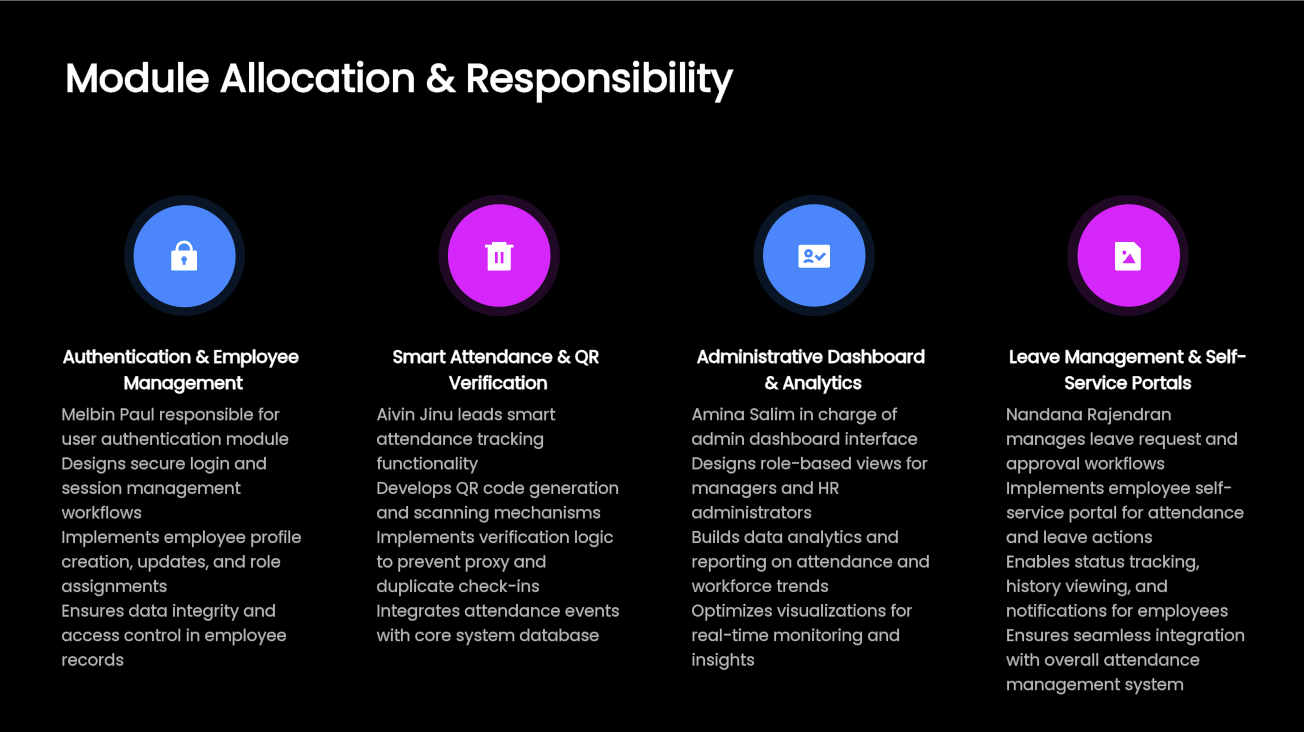 Module Allocation & Responsibility
Authentication & Employee
Management
Melbin Paul responsible for
user authentication module
Designs secure login and
session management
workflows
Implements employee profile
creation, updates, and role
assignments
Ensures data integrity and
access control in employee
records
Smart Attendance & QR
Verification
Aivin Jinu leads smart
attendance tracking
functionality
Develops QR code generation
and scanning mechanisms
Implements verification logic
to prevent proxy and
duplicate check-ins
Integrates attendance events
with core system database
Administrative Dashboard
& Analytics
Amina Salim in charge of
admin dashboard interface
Designs role-based views for
managers and HR
administrators
Builds data analytics and
reporting on attendance and
workforce trends
Optimizes visualizations for
real-time monitoring and
insights
Leave Management & Self-
Service Portals
Nandana Rajendran
manages leave request and
approval workflows
Implements employee self-
service portal for attendance
and leave actions
Enables status tracking,
history viewing, and
notifications for employees
Ensures seamless integration
with overall attendance
management system